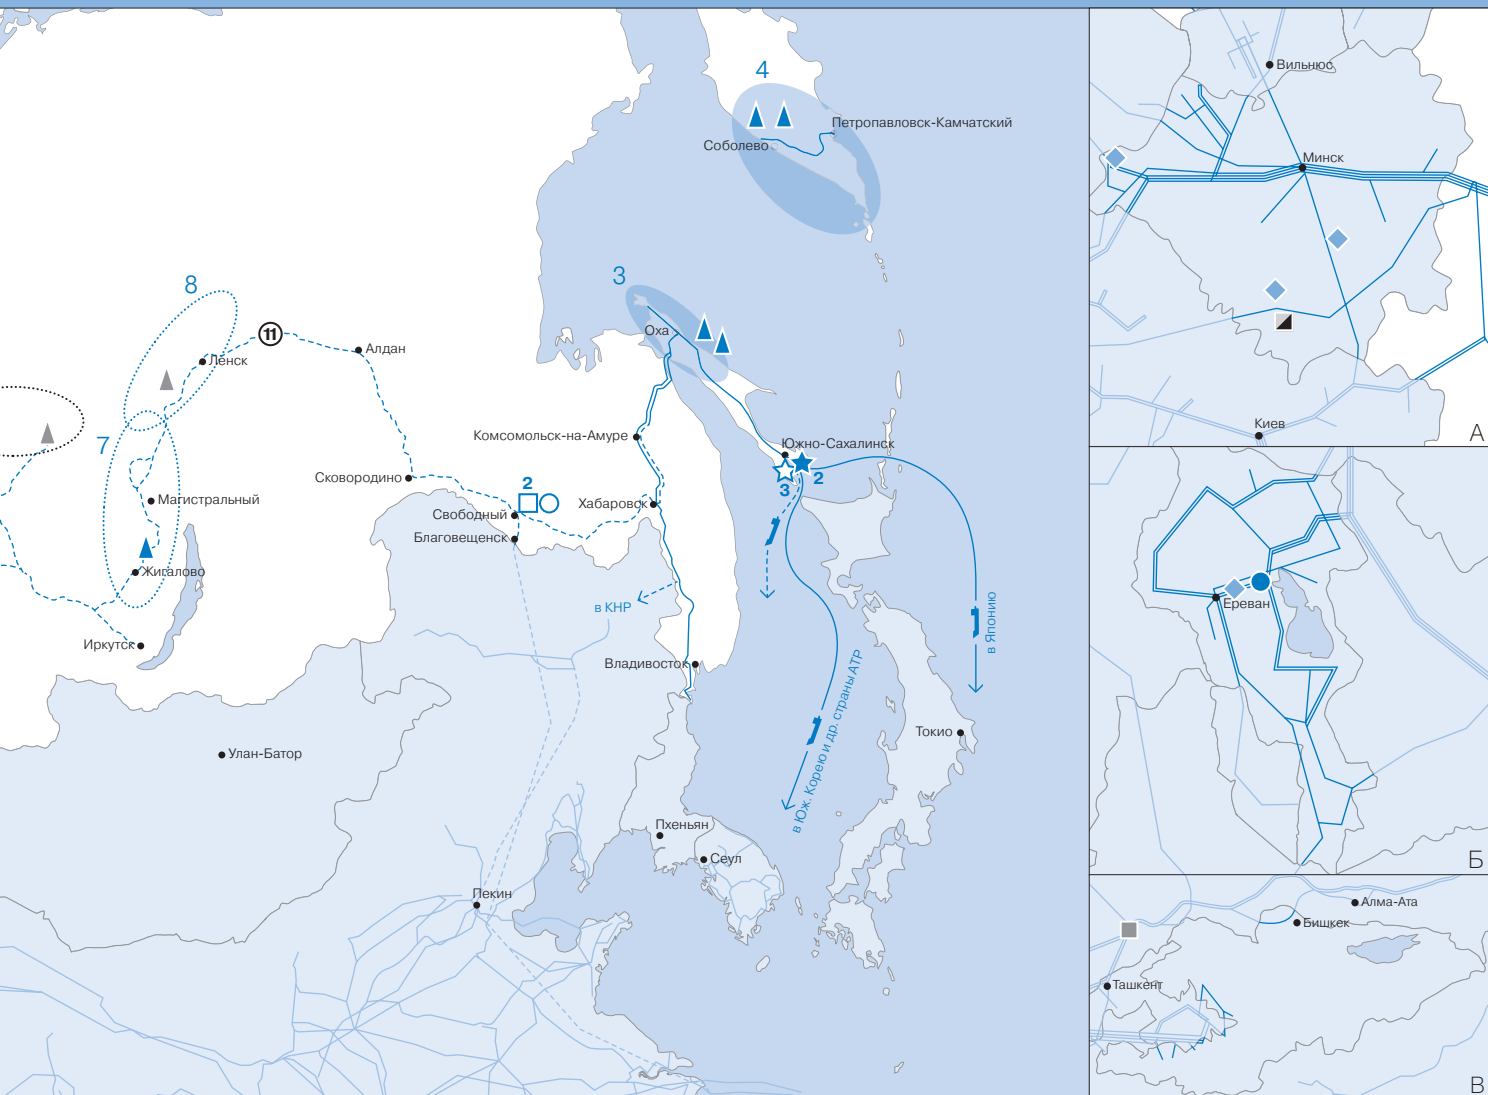 4
Петропавловск-Камчатский
Соболево
3
Оха
8
11
Ленск
Алдан
7
Комсомольск-на-Амуре
Южно-Сахалинск
2
3
Сковородино
2
Магистральный
Свободный
Хабаровск
Благовещенск
Жигалово
в КНР
в Японию
Иркутск
Владивосток
в Юж. Корею и др. страны АТР
Улан-Батор
Токио
Пхеньян
Сеул
Пекин
Вильнюс
Минск
Киев
А
Ереван
Б
Алма-Ата
Бишкек
Ташкент
В